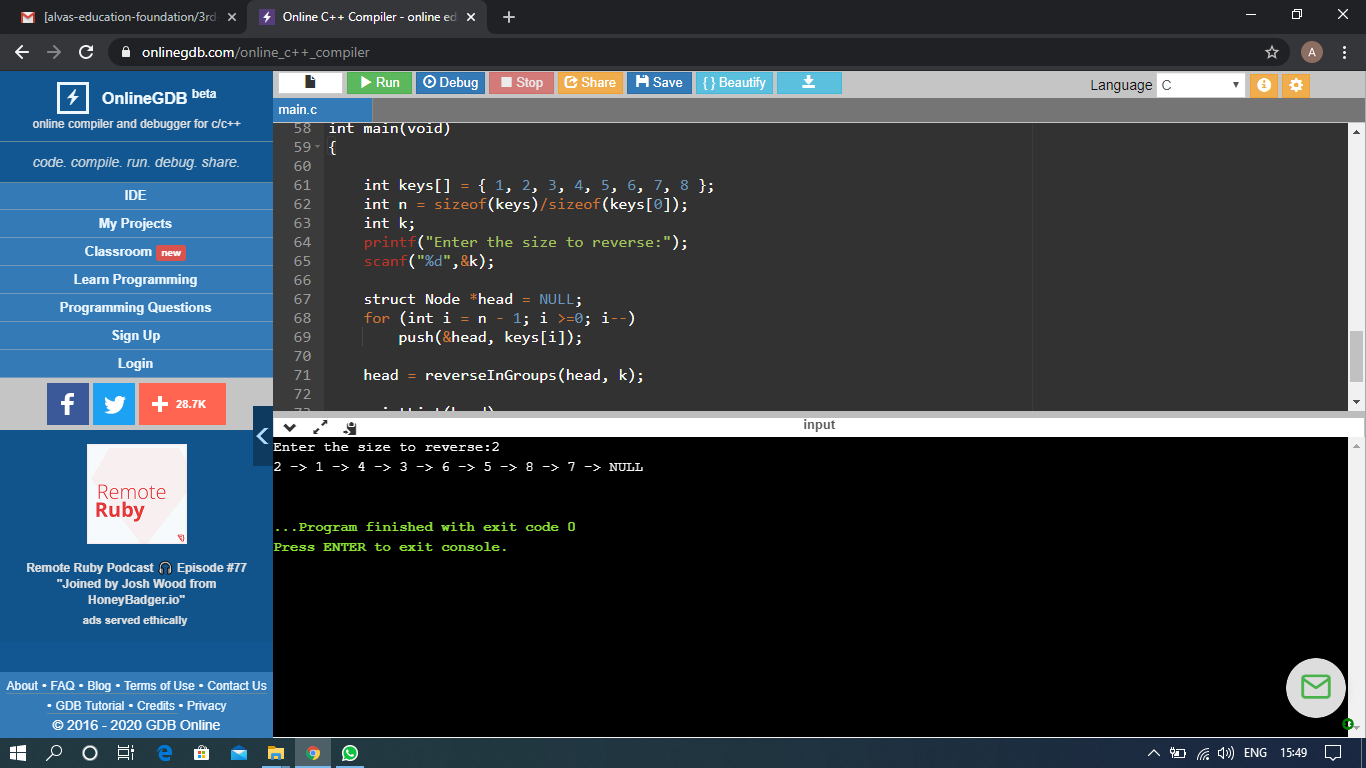 [alvas-education-foundation/3rd
Online C++ Compiler - online ed
onlinegdb.com/online_c++_compiler
A
OnlineGDB beta
online compiler and debugger for c/c++
code. compile. run. debug. share.
IDE
My Projects
Classroom new
Learn Programming
Programming Questions
Sign Up
Login
28.7K
Remote
Ruby
Remote Ruby Podcast 🎧 Episode #77
"Joined by Josh Wood from
HoneyBadger.io"
ads served ethically
About • FAQ • Blog • Terms of Use • Contact Us
• GDB Tutorial • Credits • Privacy
© 2016 - 2020 GDB Online
Run Debug Stop Share Save { } Beautify
Language C
main.c
58 int main(void)
59 {
60
61 int keys[] = { 1, 2, 3, 4, 5, 6, 7, 8 };
62 int n = sizeof(keys)/sizeof(keys[0]);
63 int k;
64 printf("Enter the size to reverse:");
65 scanf("%d",&k);
66
67 struct Node *head = NULL;
68 for (int i = n - 1; i >=0; i--)
69 push(&head, keys[i]);
70
71 head = reverseInGroups(head, k);
72
input
Enter the size to reverse:2
2 -> 1 -> 4 -> 3 -> 6 -> 5 -> 8 -> 7 -> NULL
...Program finished with exit code 0
Press ENTER to exit console.
ENG 15:49